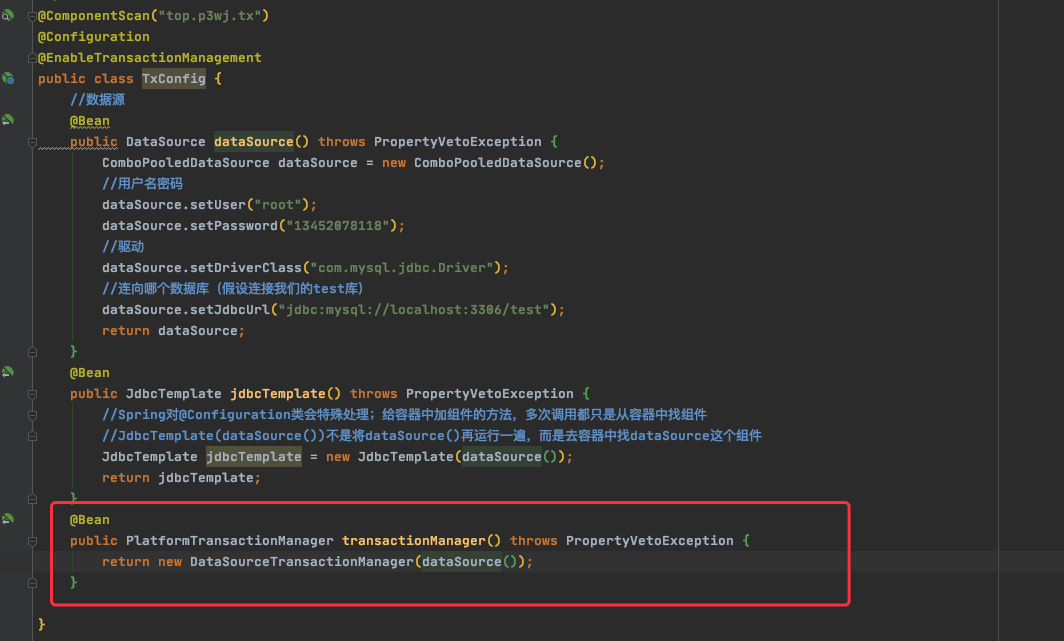 @ComponentScan("top.p3wj.tx")
@Configuration
@EnableTransactionManagement
public class TxConfig {
//数据源
@Bean
public DataSource dataSource() throws PropertyVetoException {
ComboPooledDataSource dataSource = new ComboPooledDataSource();
//用户名密码
dataSource.setUser("root");
dataSource.setPassword("13452078118");
//驱动
dataSource.setDriverClass("com.mysql.jdbc.Driver");
//连向哪个数据库（假设连接我们的test库）
dataSource.setJdbcUrl("jdbc:mysql://localhost:3306/test");
return dataSource;
}
@Bean
public JdbcTemplate jdbcTemplate() throws PropertyVetoException {
//Spring对@Configuration类会特殊处理；给容器中加组件的方法，多次调用都只是从容器中找组件
//JdbcTemplate(dataSource())不是将dataSource()再运行一遍，而是去容器中找dataSource这个组件
JdbcTemplate jdbcTemplate = new JdbcTemplate(dataSource());
return jdbcTemplate;
}
@Bean
public PlatformTransactionManager transactionManager() throws PropertyVetoException {
return new DataSourceTransactionManager(dataSource());
}
}